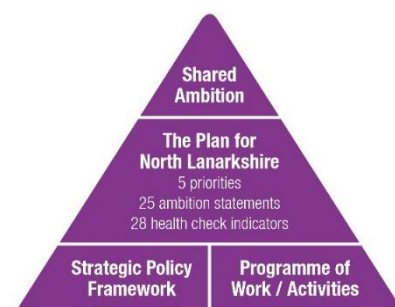 Shared
Ambition
The Plan for
North Lanarkshire
5 priorities
25 ambition statements
28 health check indicators
Strategic Policy
Framework
Programme of
Work / Activities